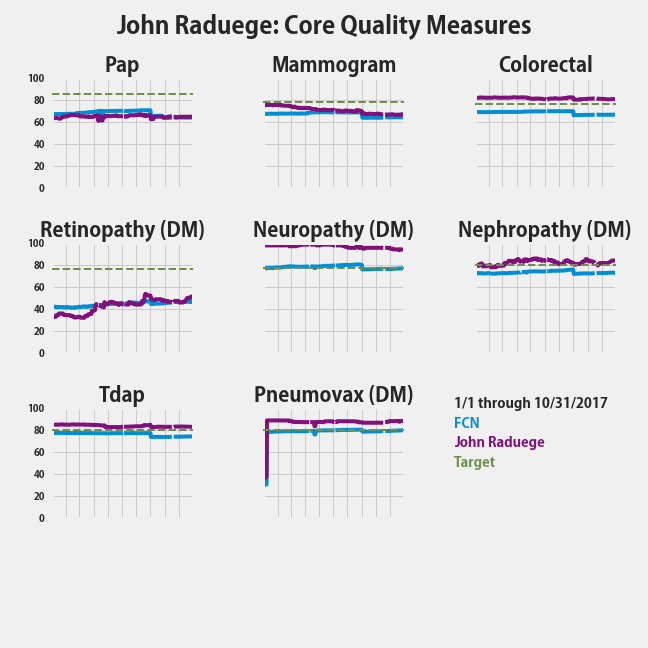 John Raduege: Core Quality Measures
Pap
Mammogram
Colorectal
100
80
60
40
20
0
Retinopathy (DM)
Neuropathy (DM)
Nephropathy (DM)
100
80
60
40
20
0
Tdap
Pneumovax (DM)
100
80
60
40
20
0
1/1 through 10/31/2017
FCN
John Raduege
Target